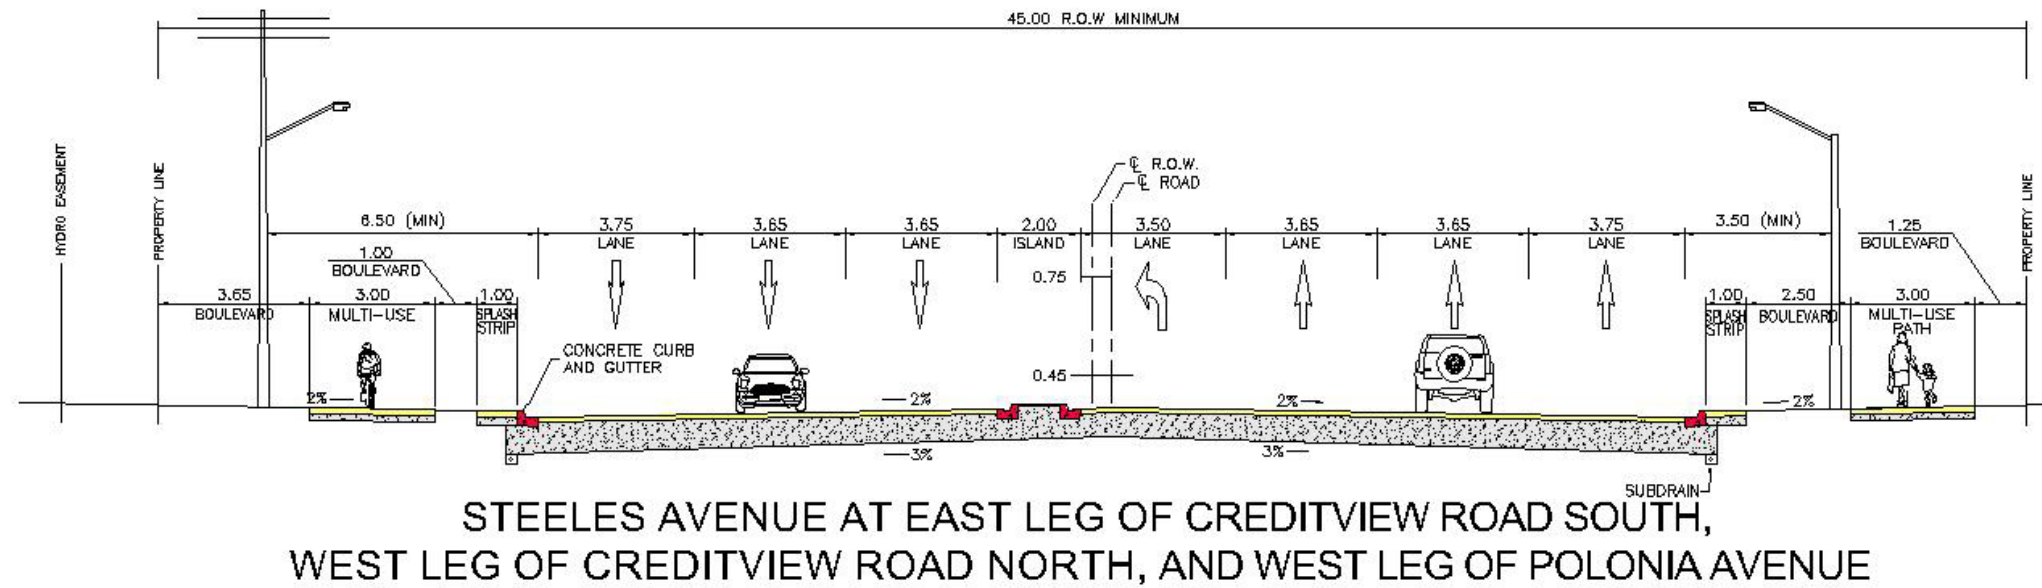 45.00 R.O.W MINIMUM
HYDRO EASEMENT
PROPERTY LINE
℄ R.O.W.
℄ ROAD
PROPERTY LINE
6.50 (MIN)
3.75
LANE
3.65
LANE
3.65
LANE
2.00
ISLAND
3.50
LANE
3.65
LANE
3.65
LANE
3.75
LANE
3.50 (MIN)
1.25
BOULEVARD
1.00
BOULEVARD
0.75
3.65
BOULEVARD
3.00
MULTI-USE
1.00
SPLASH
STRIP
1.00
SPLASH
STRIP
2.50
BOULEVARD
3.00
MULTI-USE
PATH
CONCRETE CURB
AND GUTTER
0.45
2%
2%
2%
2%
3%
3%
SUBDRAIN
STEELES AVENUE AT EAST LEG OF CREDITVIEW ROAD SOUTH,
WEST LEG OF CREDITVIEW ROAD NORTH, AND WEST LEG OF POLONIA AVENUE